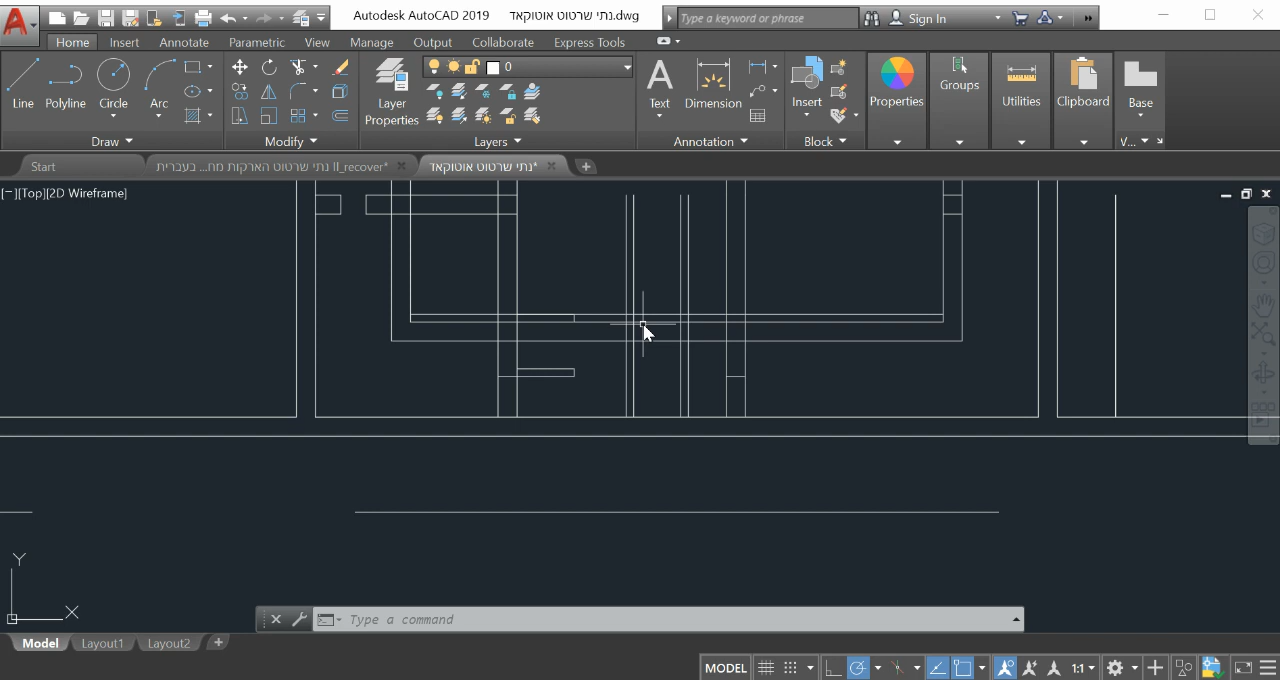 Autodesk AutoCAD 2019 נתי שרטוט אוטוקאד.dwg
Type a keyword or phrase
Sign In
Home Insert Annotate Parametric View Manage Output Collaborate Express Tools
Line Polyline Circle Arc
Draw
Modify
0
Layer Properties
Layers
Text Dimension
Annotation
Insert
Block
Properties
Groups
Utilities
Clipboard
Base
V...
Start
נתי שרטוט הארקות מח... בעברית II_recover*
נתי שרטוט אוטוקאד*
[−][Top][2D Wireframe]
Y
X
Type a command
Model Layout1 Layout2
MODEL
1:1